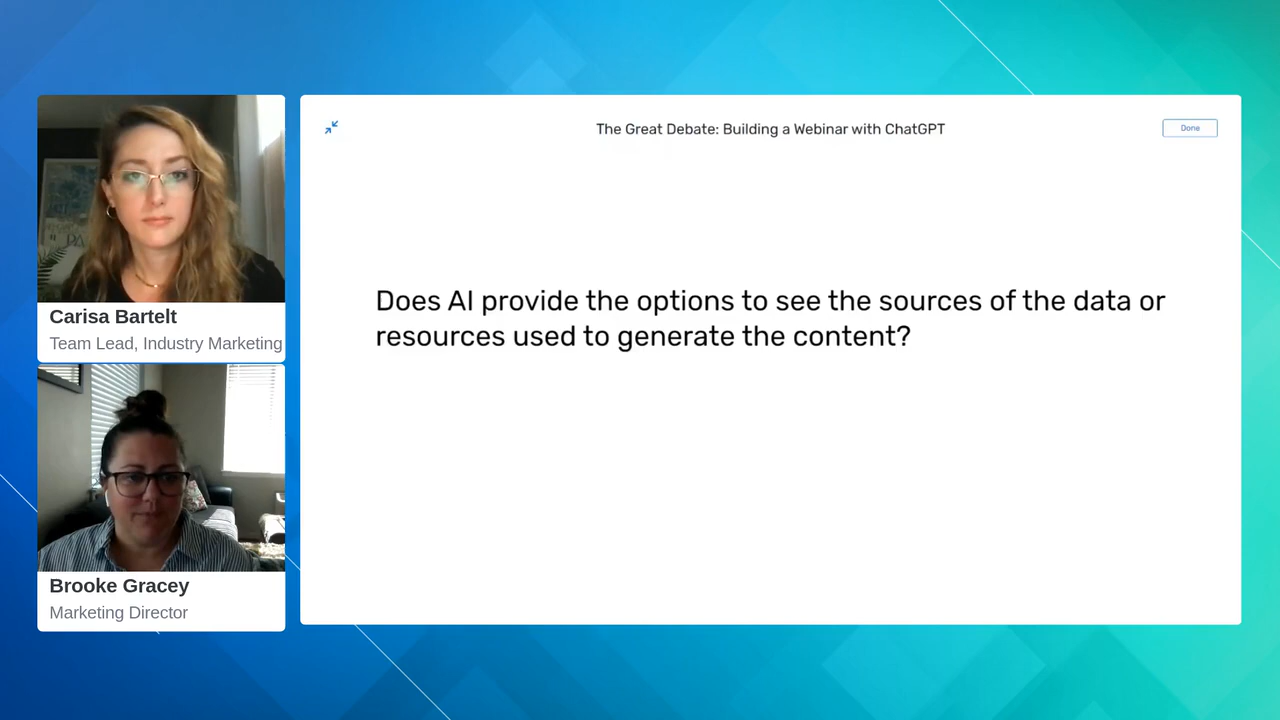 Carisa Bartelt
Team Lead, Industry Marketing
Brooke Gracey
Marketing Director
The Great Debate: Building a Webinar with ChatGPT
Done
Does AI provide the options to see the sources of the data or
resources used to generate the content?